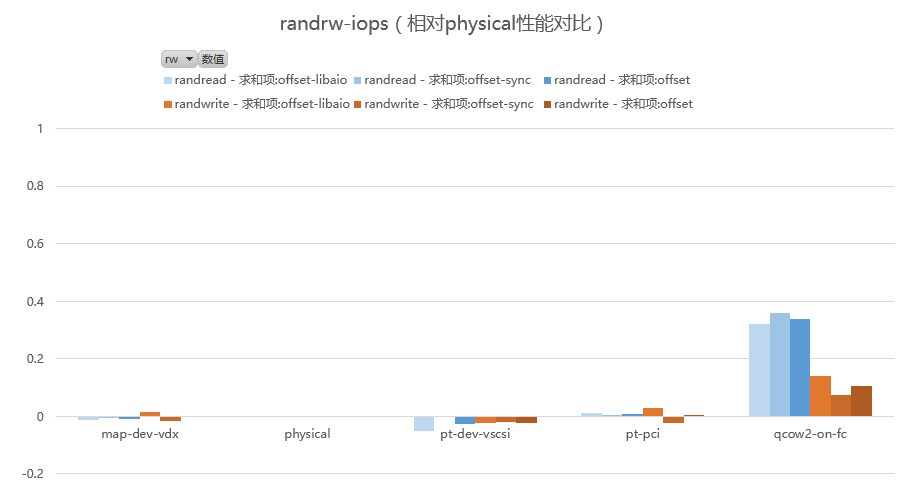 randrw-iops（相对physical性能对比）
rw 数值
randread - 求和项:offset-libaio randread - 求和项:offset-sync randread - 求和项:offset
randwrite - 求和项:offset-libaio randwrite - 求和项:offset-sync randwrite - 求和项:offset
1
0.8
0.6
0.4
0.2
0
map-dev-vdx physical pt-dev-vscsi pt-pci qcow2-on-fc
-0.2